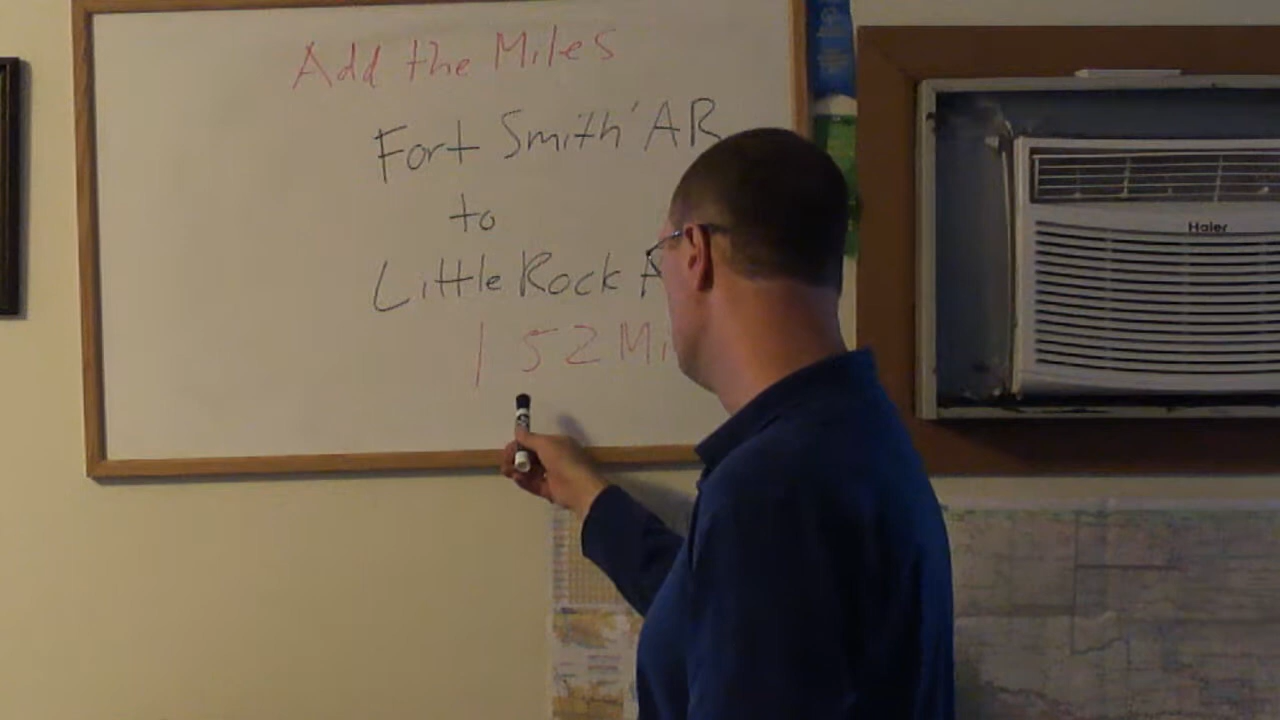 Add the Miles
Fort Smith' AR
to
Little Rock
152 Mi
Haier